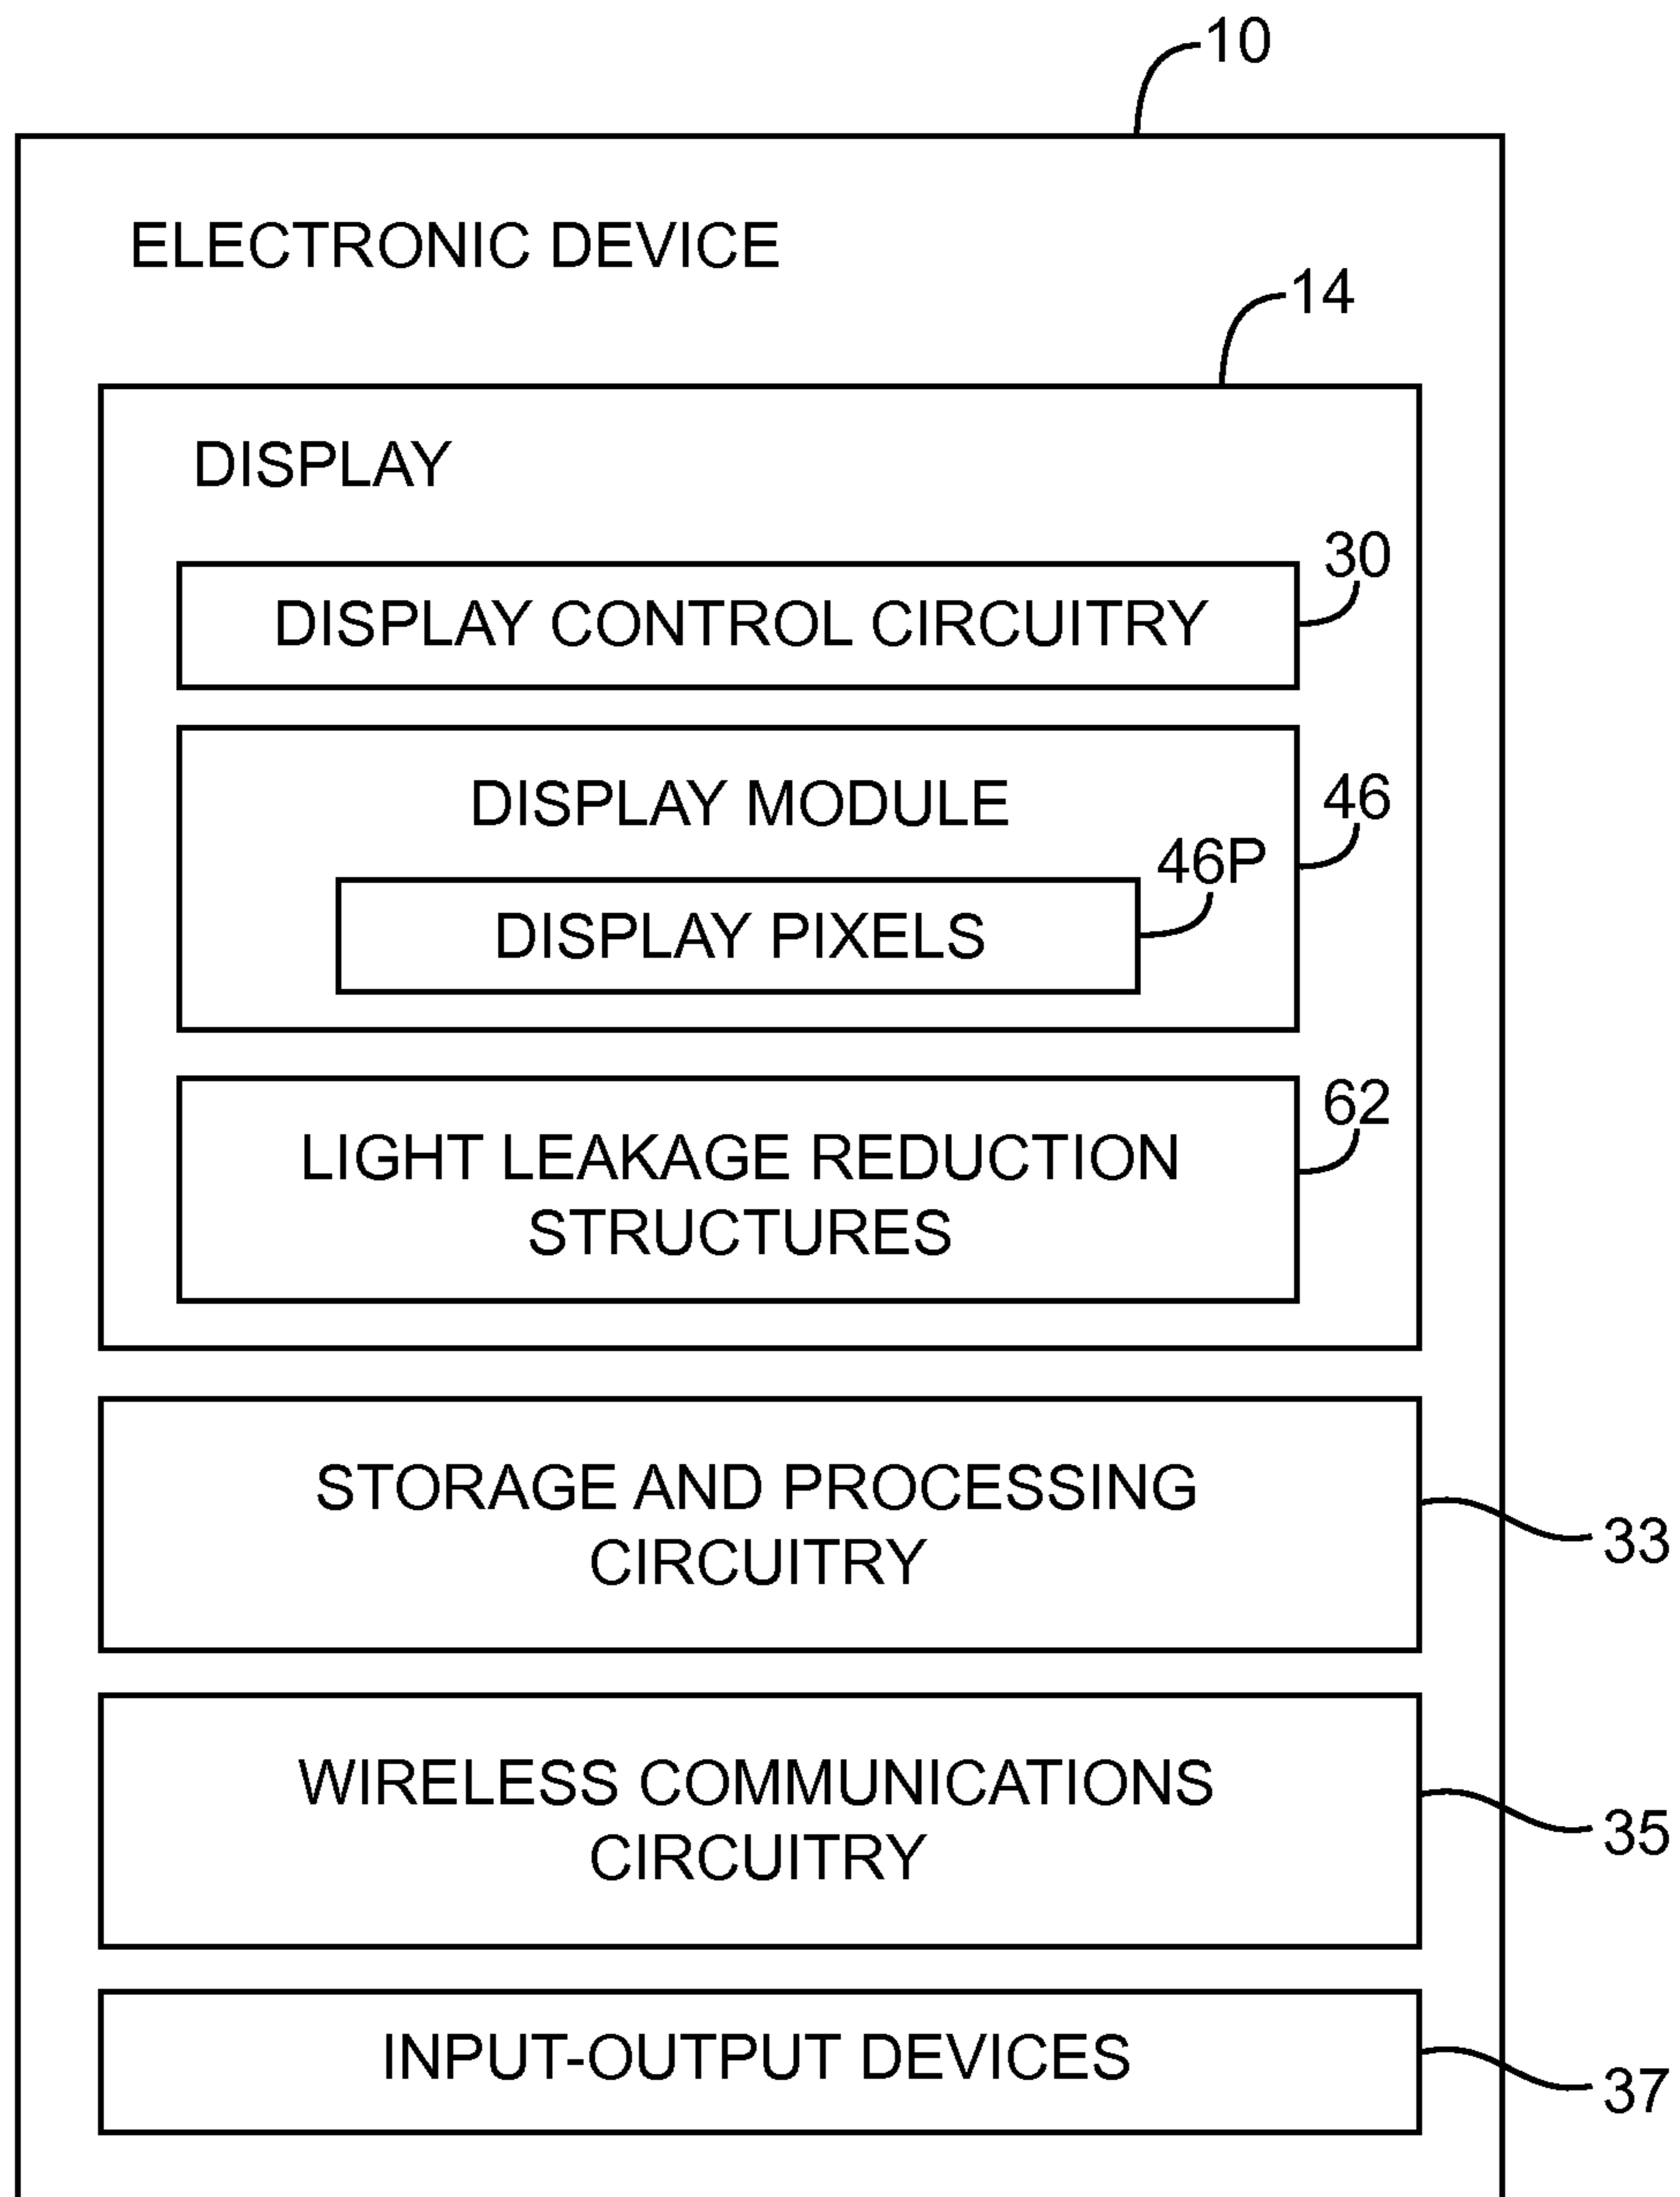 10
ELECTRONIC DEVICE
14
DISPLAY
30
DISPLAY CONTROL CIRCUITRY
DISPLAY MODULE
46
46P
DISPLAY PIXELS
62
LIGHT LEAKAGE REDUCTION
STRUCTURES
STORAGE AND PROCESSING
CIRCUITRY
33
WIRELESS COMMUNICATIONS
CIRCUITRY
35
INPUT-OUTPUT DEVICES
37